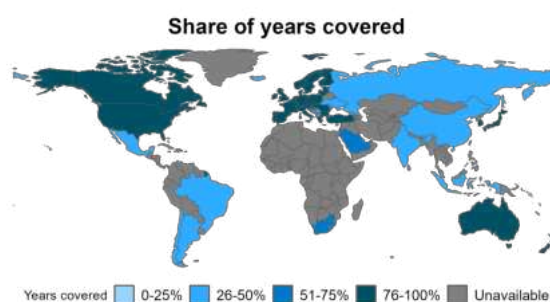 Share of years covered
Years covered 0-25% 26-50% 51-75% 76-100% Unavailable